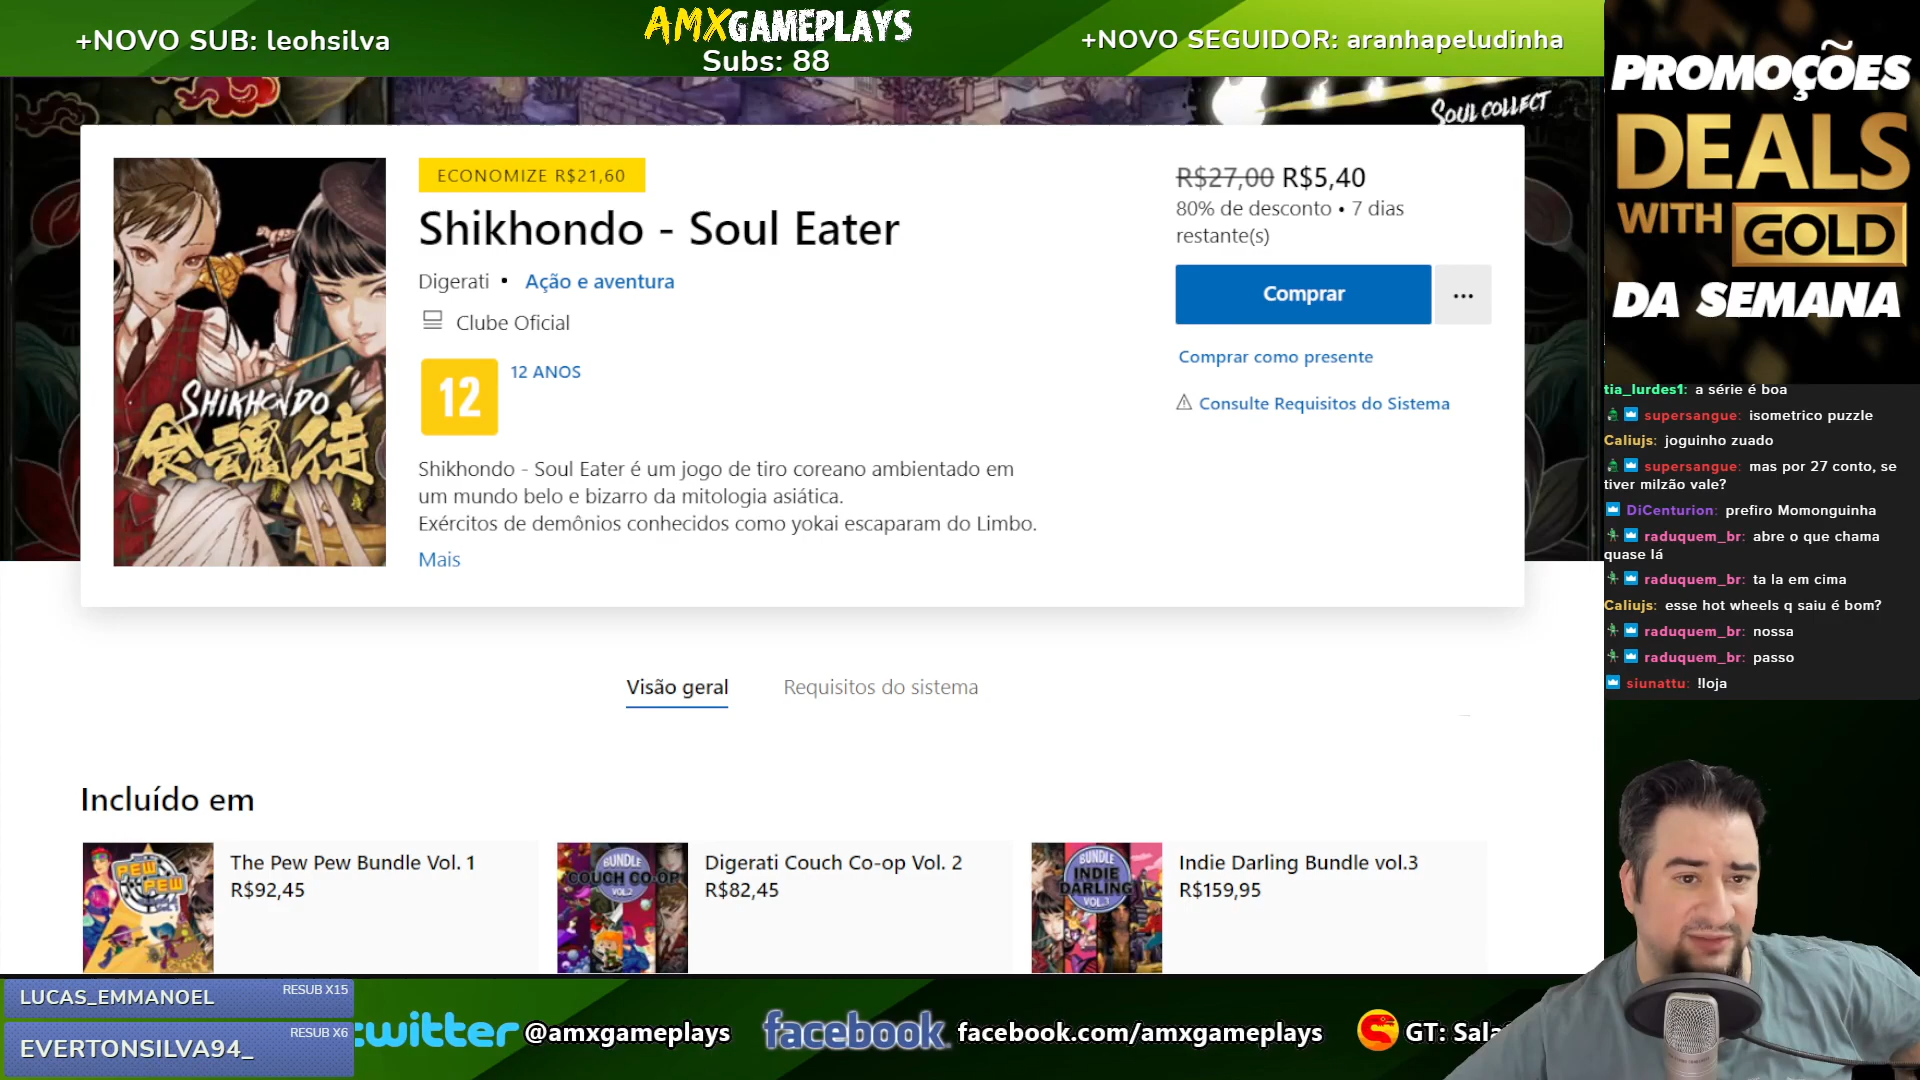 +NOVO SUB: leohsilva
AMXGAMEPLAYS
Subs: 88
+NOVO SEGUIDOR: aranhapeludinha
SOUL COLLECT
ECONOMIZE R$21,60
Shikhondo - Soul Eater
Digerati • Ação e aventura
Clube Oficial
12
12 ANOS
Shikhondo - Soul Eater é um jogo de tiro coreano ambientado em
um mundo belo e bizarro da mitologia asiática.
Exércitos de demônios conhecidos como yokai escaparam do Limbo.
Mais
SHIKHONDO
食魂徒
R$27,00 R$5,40
80% de desconto • 7 dias
restante(s)
Comprar
...
Comprar como presente
Consulte Requisitos do Sistema
Visão geral
Requisitos do sistema
Incluído em
PEW PEW
The Pew Pew Bundle Vol. 1
R$92,45
BUNDLE
COUCH CO-OP
VOL.2
Digerati Couch Co-op Vol. 2
R$82,45
BUNDLE
INDIE
DARLING
VOL.3
Indie Darling Bundle vol.3
R$159,95
PROMOÇÕES
DEALS
WITH GOLD
DA SEMANA
tia_lurdes1: a série é boa
supersangue: isometrico puzzle
Caliujs: joguinho zuado
supersangue: mas por 27 conto, se
tiver milzão vale?
DiCenturion: prefiro Momonguinha
raduquem_br: abre o que chama
quase lá
raduquem_br: ta la em cima
Caliujs: esse hot wheels q saiu é bom?
raduquem_br: nossa
raduquem_br: passo
siunattu: !loja
LUCAS_EMMANOEL
RESUB X15
EVERTONSILVA94_
RESUB X6
twitter @amxgameplays
facebook facebook.com/amxgameplays
GT: Sala